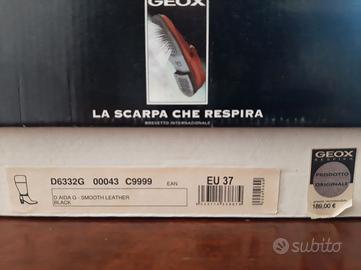 GEOX
LA SCARPA CHE RESPIRA
BREVETTO INTERNAZIONALE
D6332G 00043 C9999 EAN EU 37
D AIDA G - SMOOTH LEATHER
BLACK
GEOX
RESPIRA
PRODOTTO
ORIGINALE
189,00 €
subito